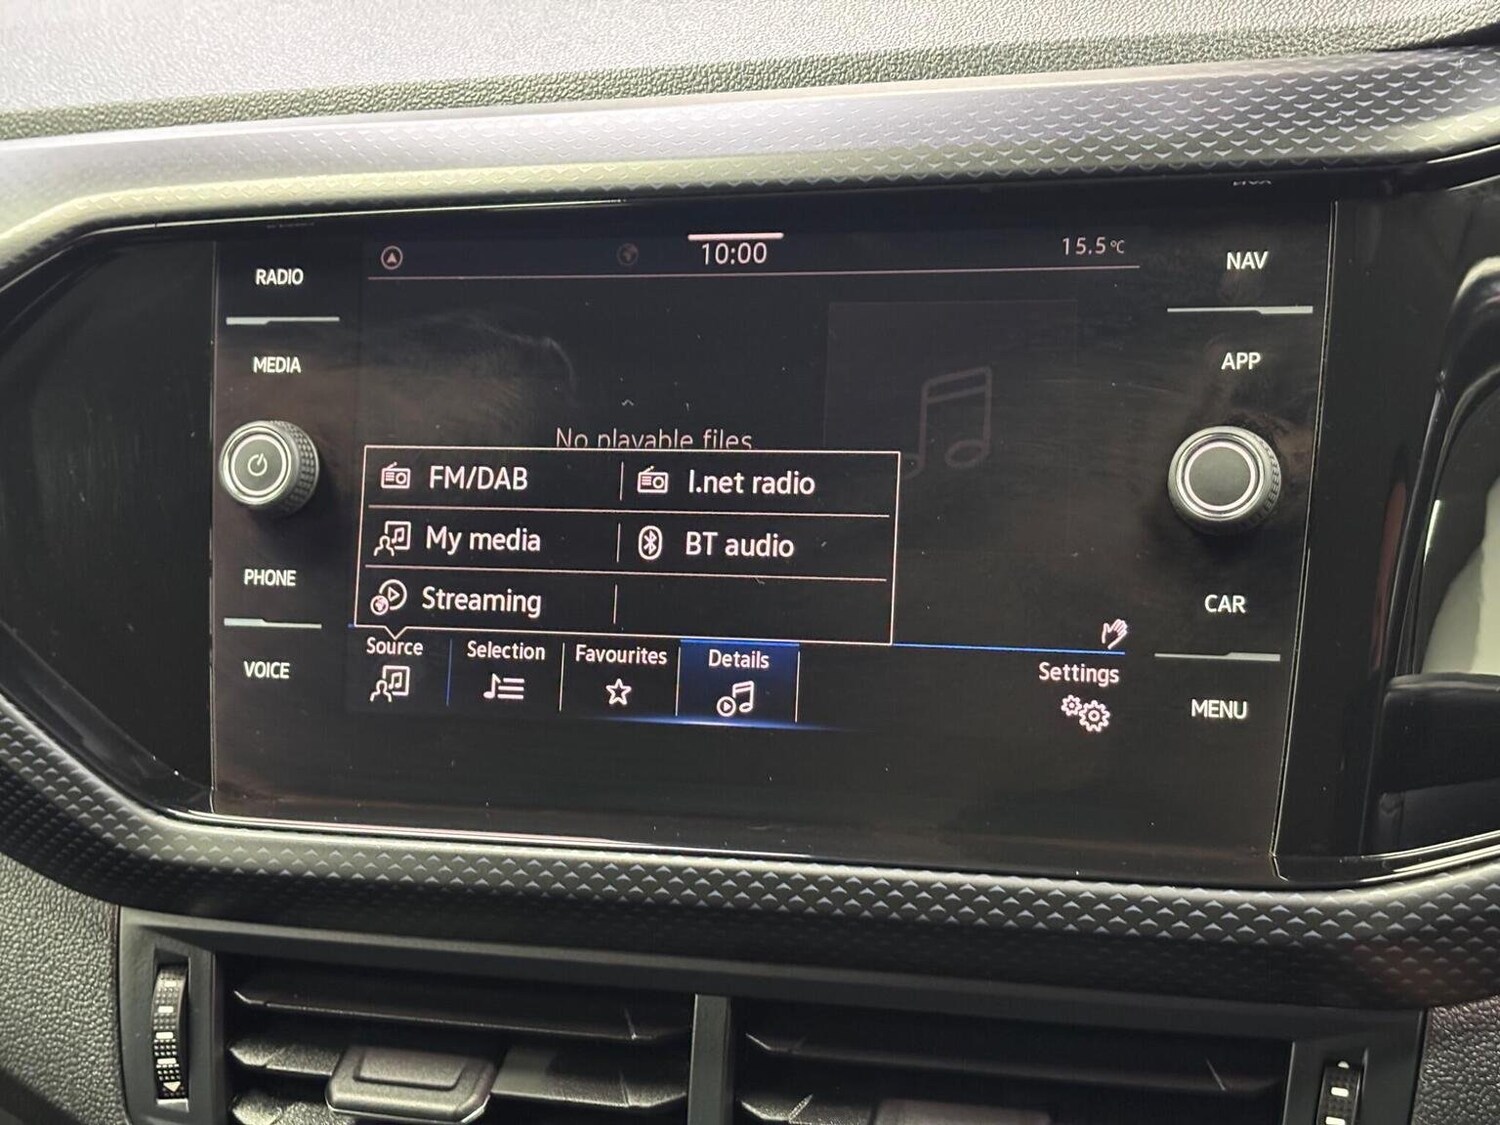 10:00
15.5°C
RADIO
MEDIA
PHONE
VOICE
No playable files
FM/DAB
I.net radio
My media
BT audio
Streaming
Source
Selection
Favourites
Details
Settings
NAV
APP
CAR
MENU